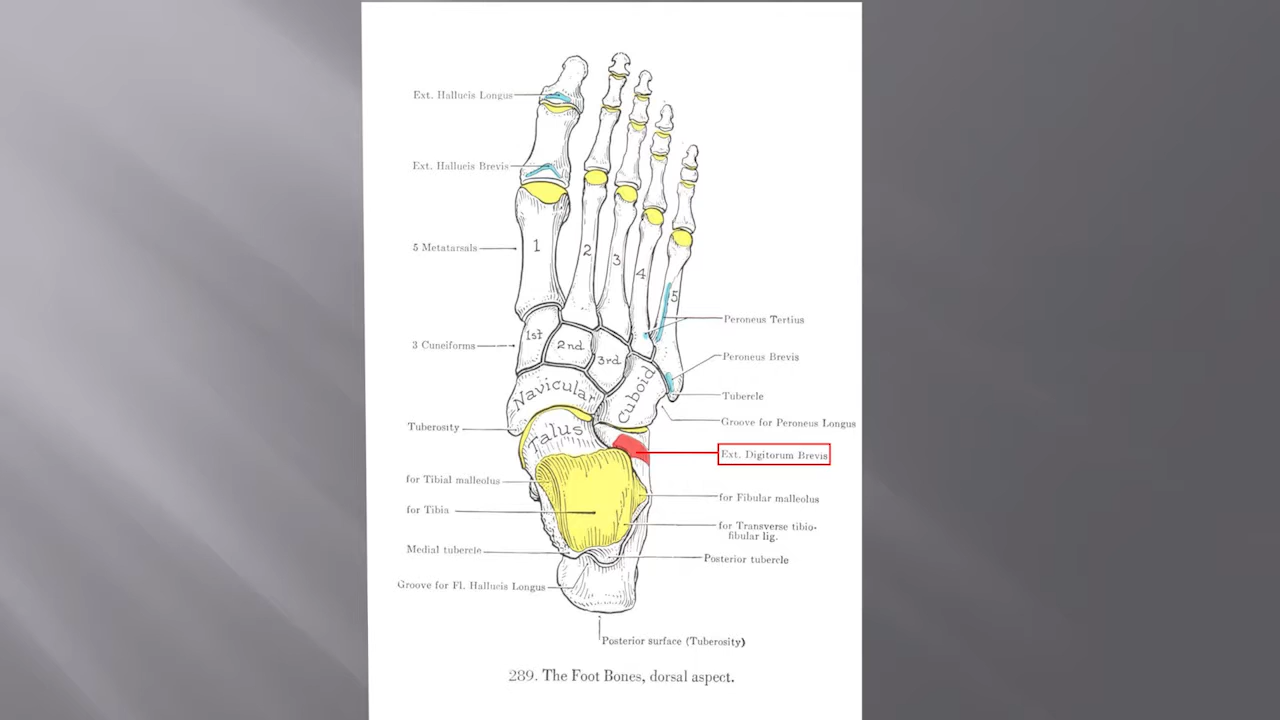 Ext. Hallucis Longus
Ext. Hallucis Brevis
5 Metatarsals
1
2
3
4
5
Peroneus Tertius
3 Cuneiforms
1st
2nd
3rd
Peroneus Brevis
Navicular
Cuboid
Tubercle
Groove for Peroneus Longus
Tuberosity
Talus
Ext. Digitorum Brevis
for Tibial malleolus
for Fibular malleolus
for Tibia
for Transverse tibio-
fibular lig.
Medial tubercle
Posterior tubercle
Groove for Fl. Hallucis Longus
Posterior surface (Tuberosity)
289. The Foot Bones, dorsal aspect.